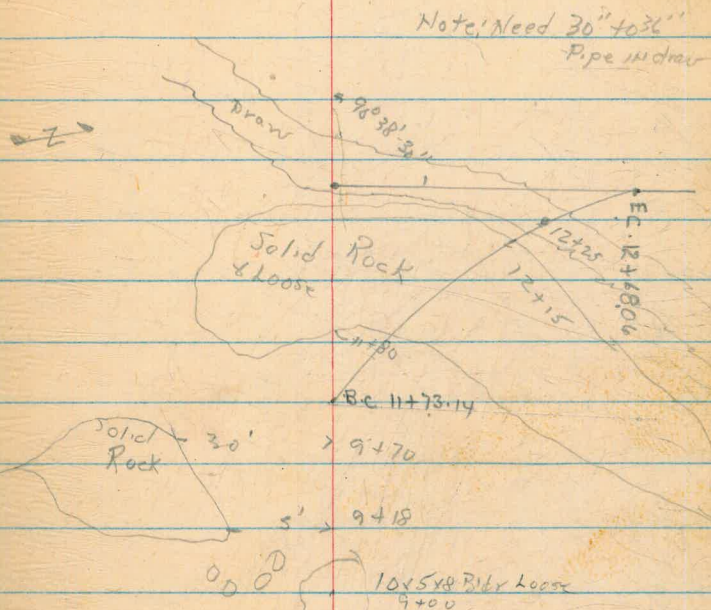 Note; Need 30" to 36"
Pipe in draw
Draw
N
96° 38'-30"
Solid Rock
& Loose
12+25
12+15
E.C. 12+68.06
11+80
B.C 11+73.14
Solid
Rock
30'
9+70
5'
9+18
10x5x8 Bldr Loose
9+00